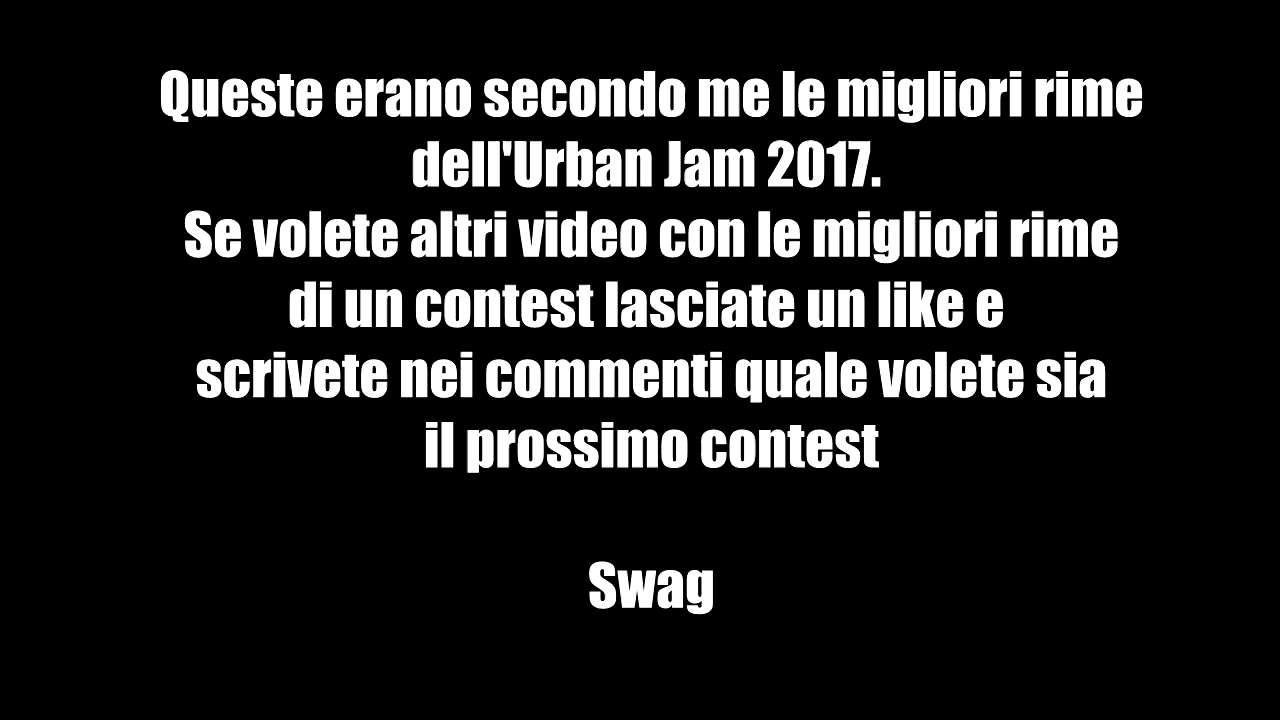 Queste erano secondo me le migliori rime
dell'Urban Jam 2017.
Se volete altri video con le migliori rime
di un contest lasciate un like e
scrivete nei commenti quale volete sia
il prossimo contest
Swag